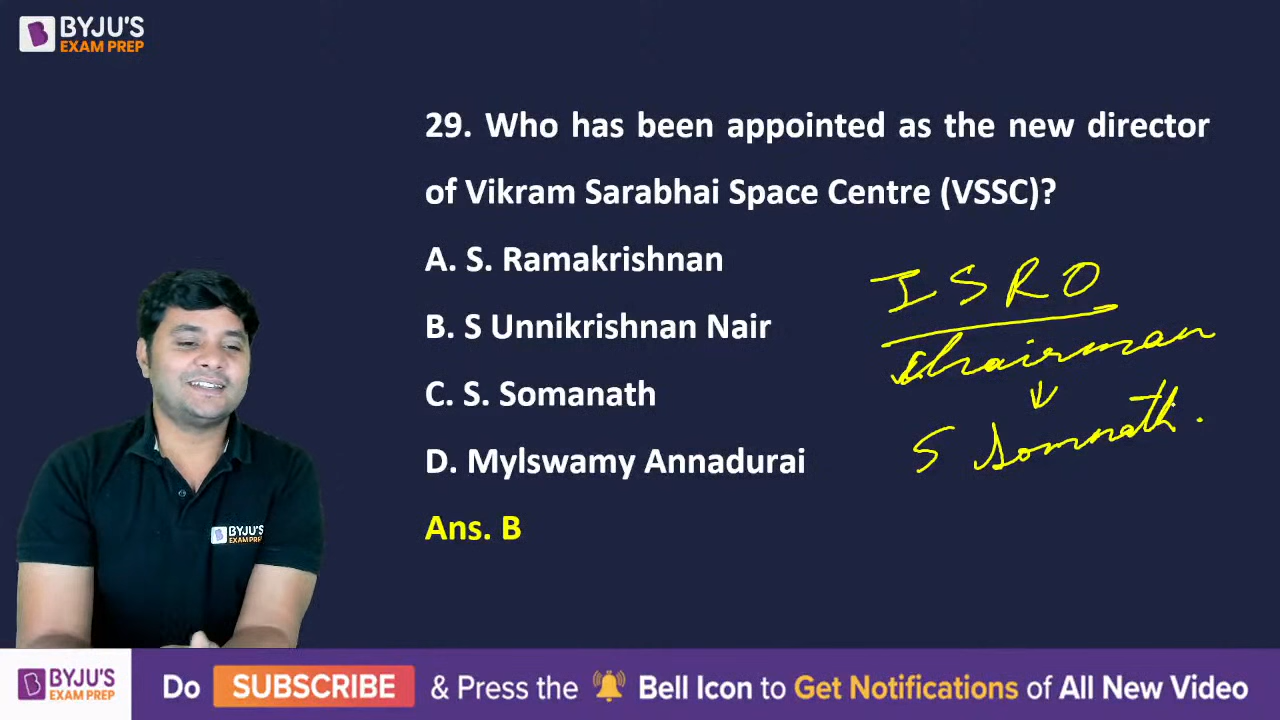 BYJU'S
EXAM PREP
29. Who has been appointed as the new director
of Vikram Sarabhai Space Centre (VSSC)?
A. S. Ramakrishnan
B. S Unnikrishnan Nair
C. S. Somanath
D. Mylswamy Annadurai
Ans. B
ISRO
Chairman
S Somnath.
BYJU'S
EXAM PREP
BYJU'S
EXAM PREP
Do SUBSCRIBE & Press the Bell Icon to Get Notifications of All New Video